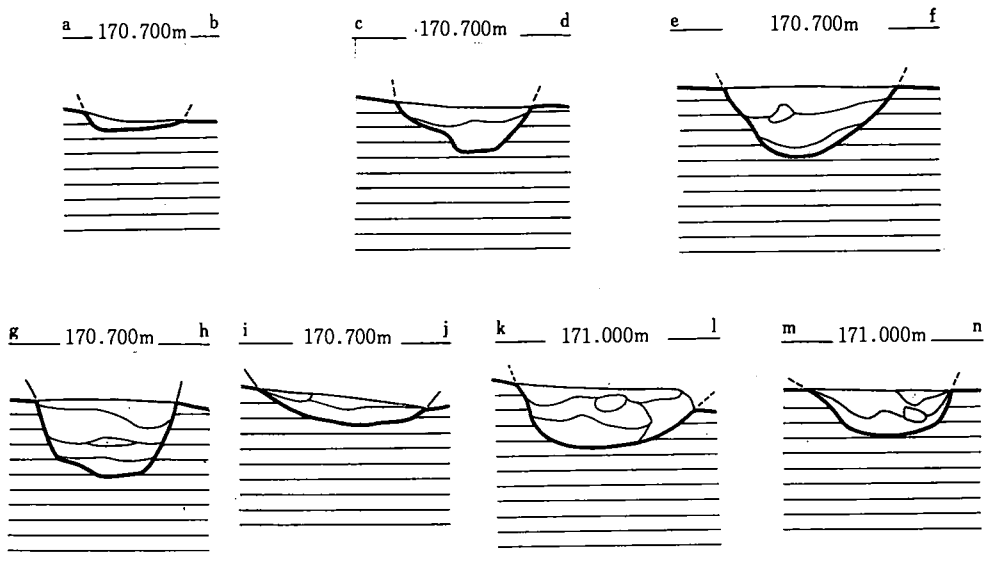 a 170.700m b
c 170.700m d
e 170.700m f
g 170.700m h
i 170.700m j
k 171.000m l
m 171.000m n